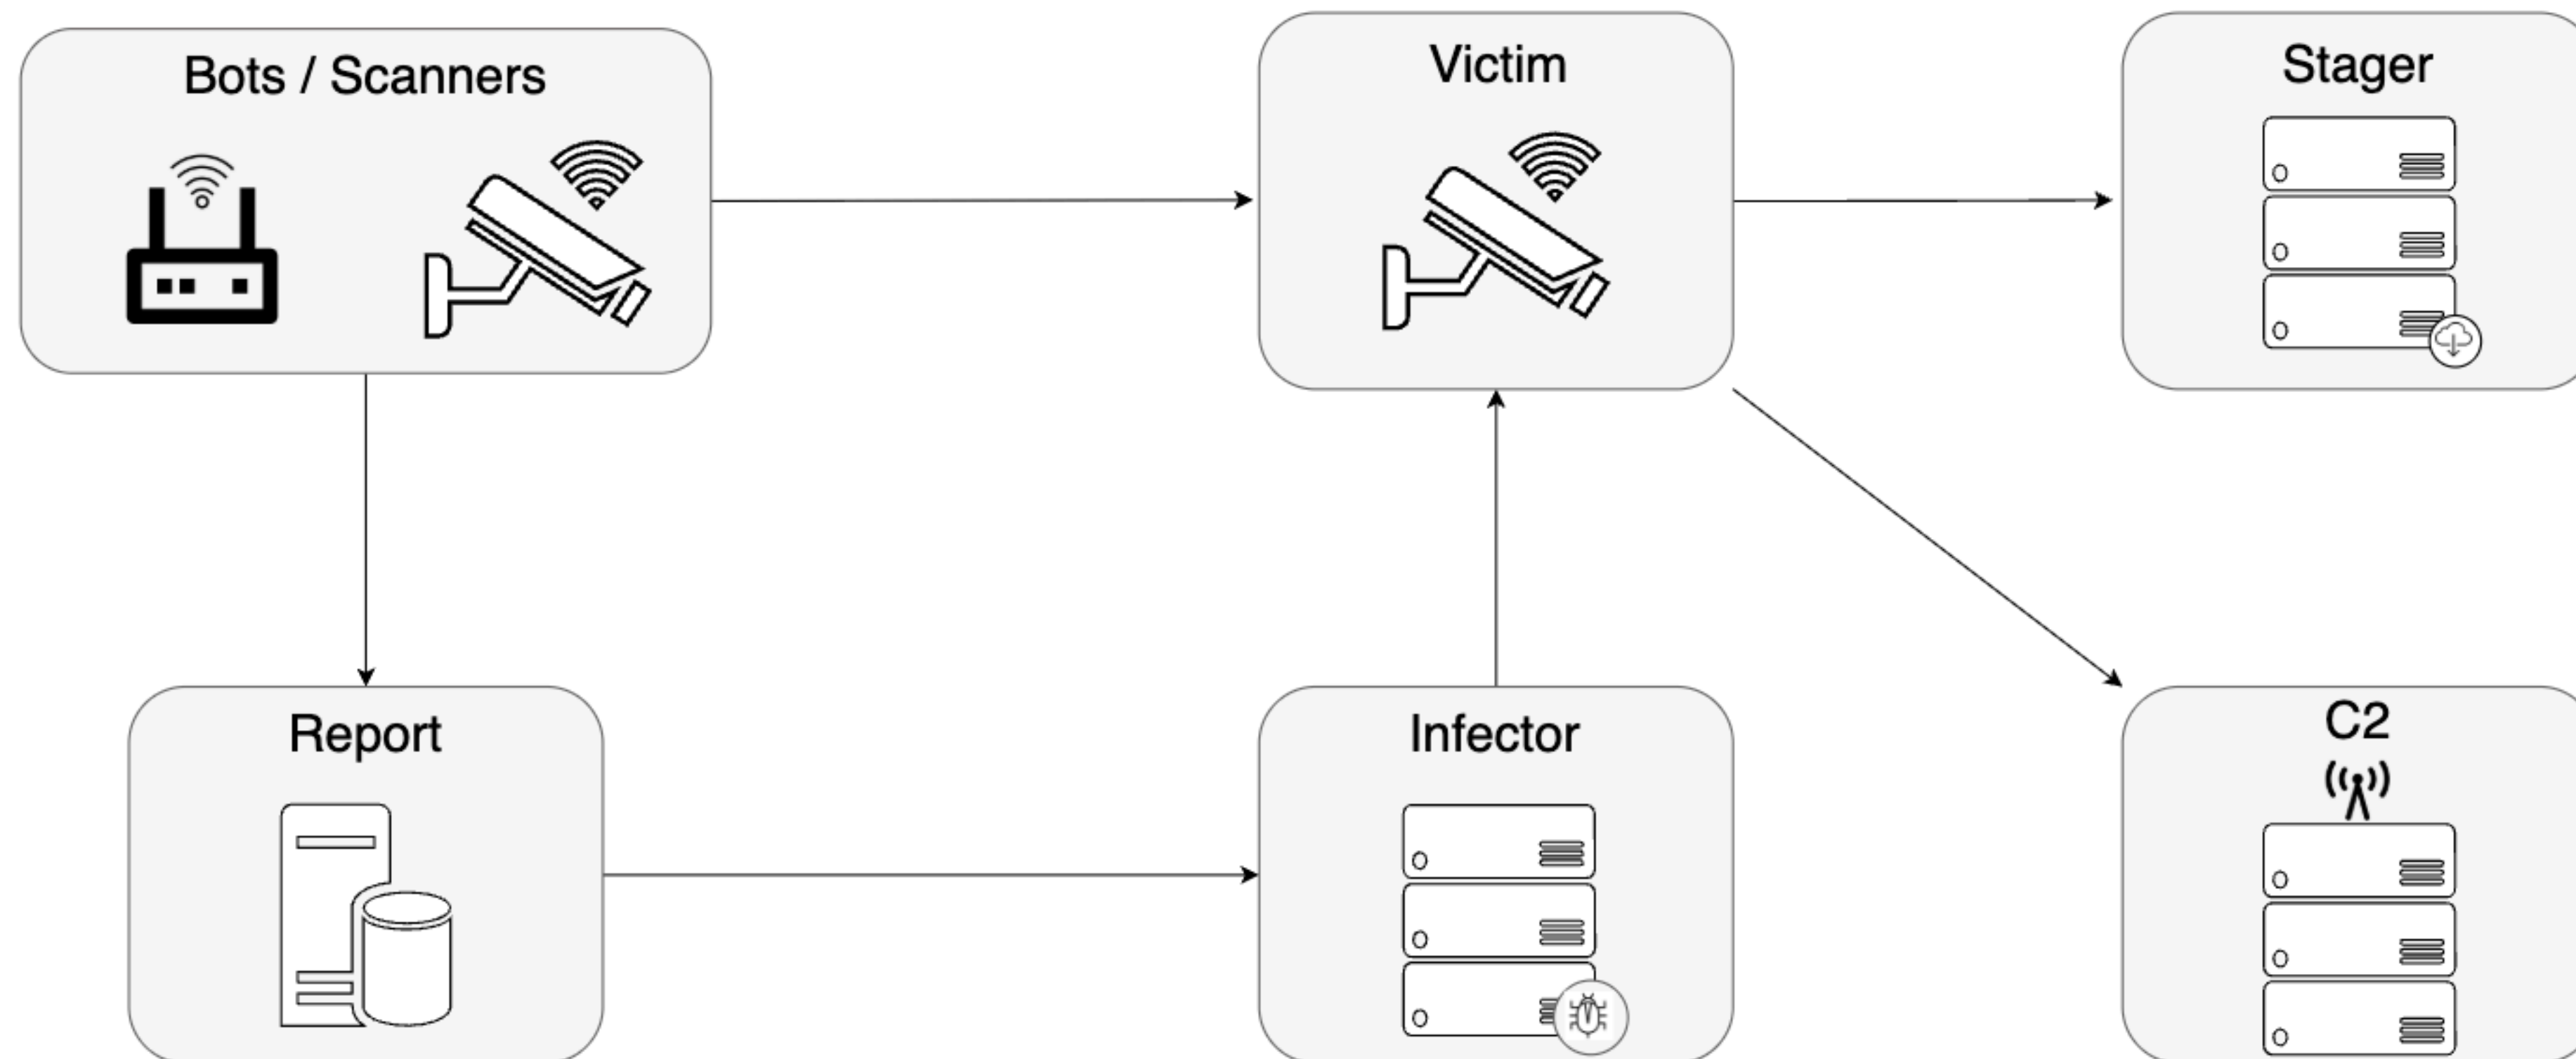 Bots / Scanners
Victim
Stager
Report
Infector
C2